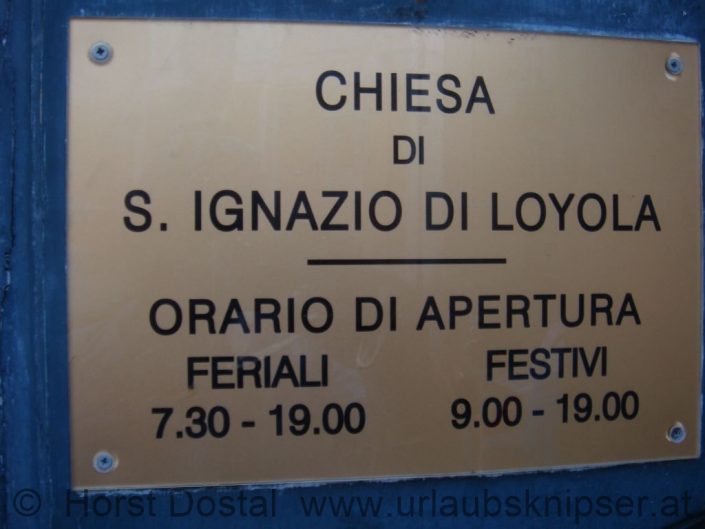 CHIESA
DI
S. IGNAZIO DI LOYOLA
ORARIO DI APERTURA
FERIALI FESTIVI
7.30 - 19.00 9.00 - 19.00
© Horst Dostal www.urlaubsknipser.at